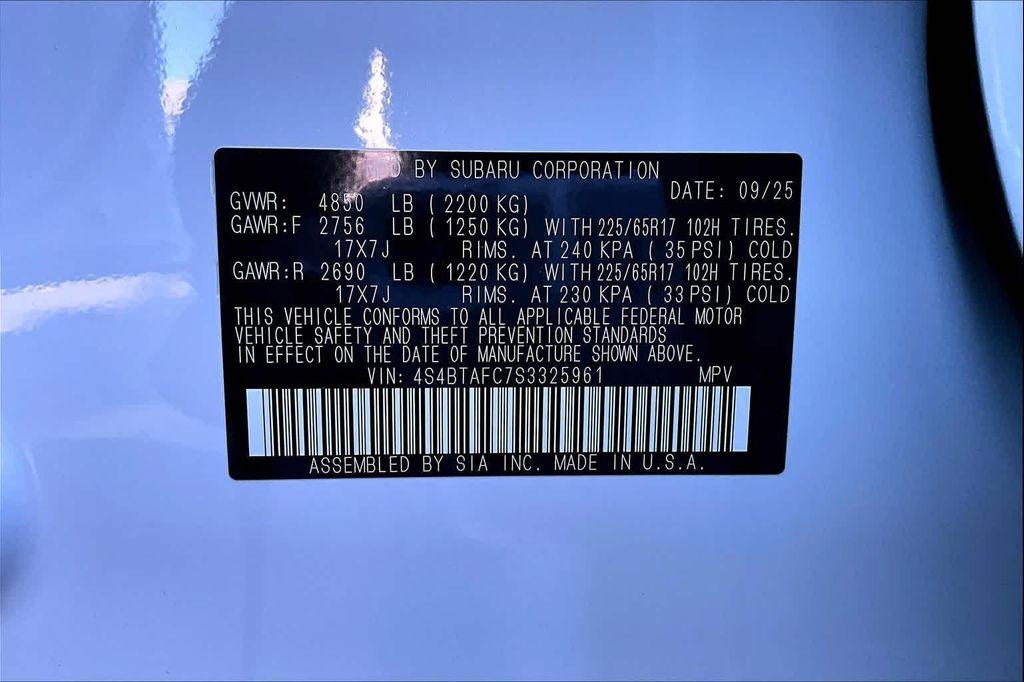 BY SUBARU CORPORATION
DATE: 09/25
GVWR: 4850 LB (2200 KG)
GAWR:F 2756 LB (1250 KG) WITH 225/65R17 102H TIRES.
17X7J RIMS. AT 240 KPA (35 PSI) COLD
GAWR:R 2690 LB (1220 KG) WITH 225/65R17 102H TIRES.
17X7J RIMS. AT 230 KPA (33 PSI) COLD
THIS VEHICLE CONFORMS TO ALL APPLICABLE FEDERAL MOTOR
VEHICLE SAFETY AND THEFT PREVENTION STANDARDS
IN EFFECT ON THE DATE OF MANUFACTURE SHOWN ABOVE.
VIN: 4S4BTAFC7S3325961 MPV
ASSEMBLED BY SIA INC. MADE IN U.S.A.